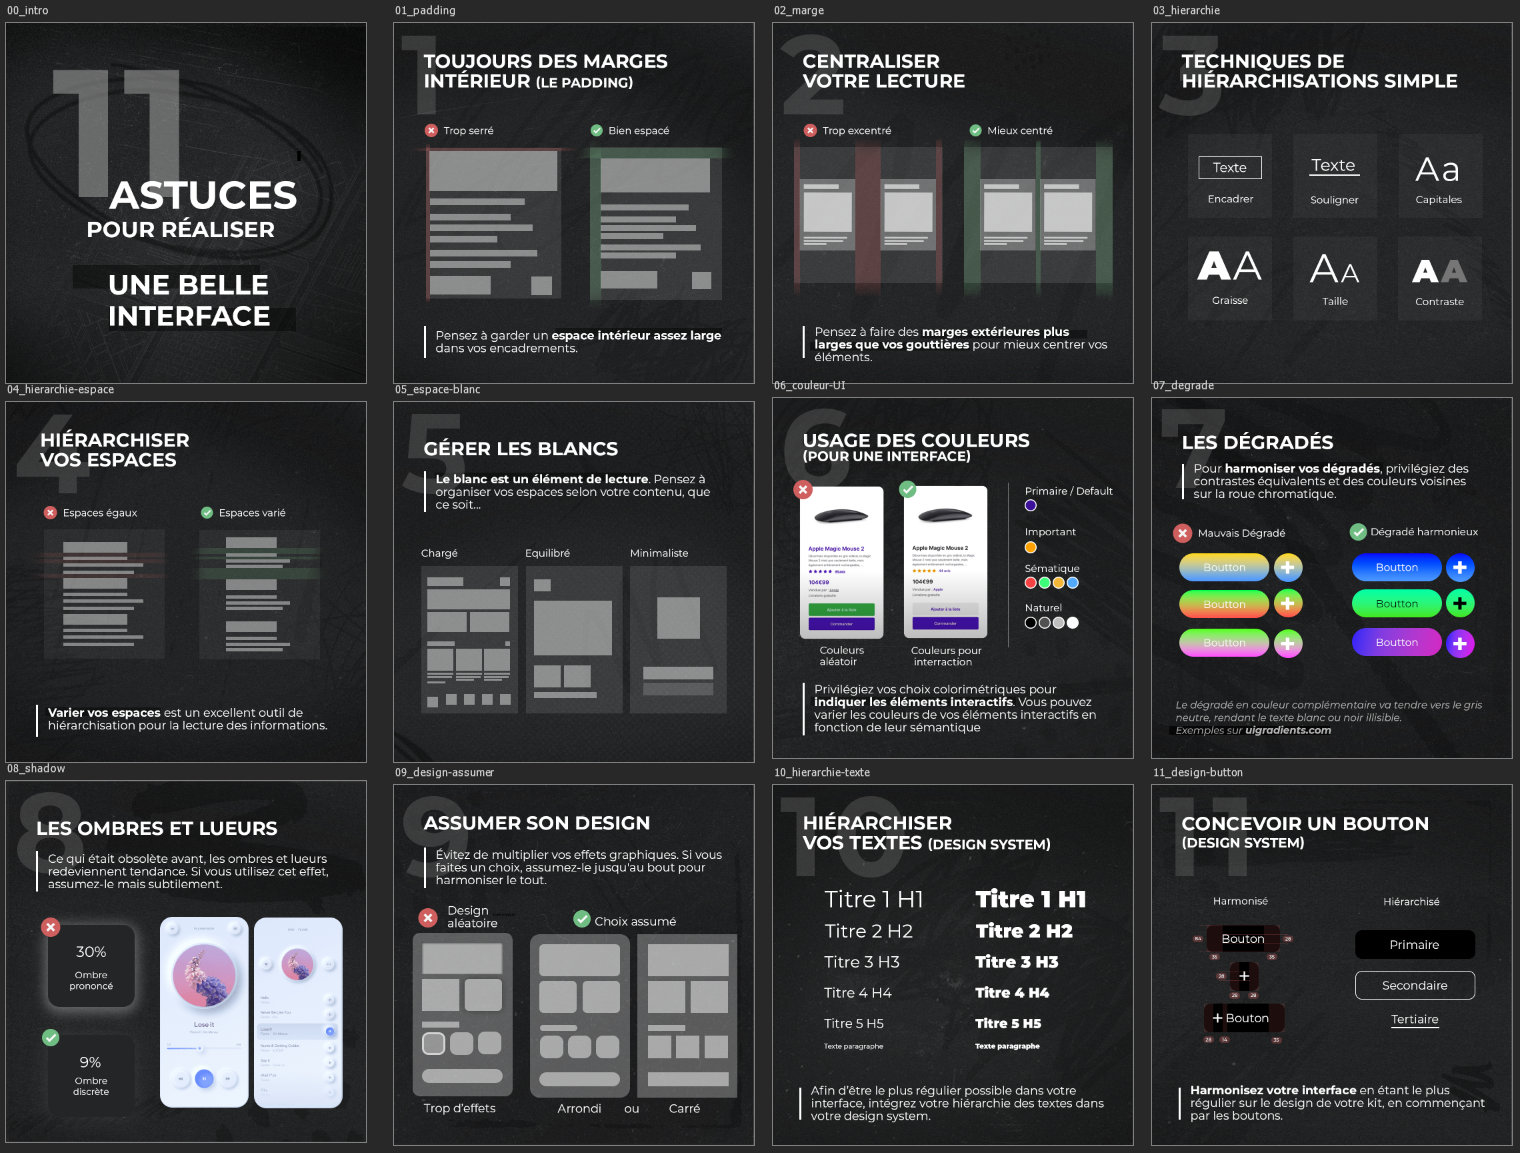 00_intro
11
ASTUCES
POUR RÉALISER
UNE BELLE
INTERFACE
01_padding
1
TOUJOURS DES MARGES
INTÉRIEUR (LE PADDING)
Trop serré
Bien espacé
Pensez à garder un espace intérieur assez large
dans vos encadrements.
02_marge
2
CENTRALISER
VOTRE LECTURE
Trop excentré
Mieux centré
Pensez à faire des marges extérieures plus
larges que vos gouttières pour mieux centrer vos
éléments.
03_hierarchie
3
TECHNIQUES DE
HIÉRARCHISATIONS SIMPLE
Texte
Encadrer
Texte
Souligner
Aa
Capitales
AA
Graisse
AA
Taille
AA
Contraste
04_hierarchie-espace
4
HIÉRARCHISER
VOS ESPACES
Espaces égaux
Espaces varié
Varier vos espaces est un excellent outil de
hiérarchisation pour la lecture des informations.
05_espace-blanc
5
GÉRER LES BLANCS
Le blanc est un élément de lecture. Pensez à
organiser vos espaces selon votre contenu, que
ce soit...
Chargé
Equilibré
Minimaliste
06_couleur-UI
6
USAGE DES COULEURS
(POUR UNE INTERFACE)
Apple Magic Mouse 2
104€99
Ajouter à la liste
Commander
Couleurs
aléatoir
Apple Magic Mouse 2
104€99
Ajouter à la liste
Commander
Couleurs pour
interraction
Primaire / Default
Important
Sématique
Naturel
Privilégiez vos choix colorimétriques pour
indiquer les éléments interactifs. Vous pouvez
varier les couleurs de vos éléments interactifs en
fonction de leur sémantique
07_degrade
7
LES DÉGRADÉS
Pour harmoniser vos dégradés, privilégiez des
contrastes équivalents et des couleurs voisines
sur la roue chromatique.
Mauvais Dégradé
Dégradé harmonieux
Boutton
Boutton
Boutton
Boutton
Boutton
Boutton
Le dégradé en couleur complémentaire va tendre vers le gris
neutre, rendant le texte blanc ou noir illisible.
Exemples sur uigradients.com
08_shadow
8
LES OMBRES ET LUEURS
Ce qui était obsolète avant, les ombres et lueurs
redeviennent tendance. Si vous utilisez cet effet,
assumez-le mais subtilement.
30%
Ombre
prononcé
9%
Ombre
discrète
Lose it
09_design-assumer
9
ASSUMER SON DESIGN
Évitez de multiplier vos effets graphiques. Si vous
faites un choix, assumez-le jusqu'au bout pour
harmoniser le tout.
Design
aléatoire
Choix assumé
Trop d'effets
Arrondi ou Carré
10_hierarchie-texte
10
HIÉRARCHISER
VOS TEXTES (DESIGN SYSTEM)
Titre 1 H1
Titre 2 H2
Titre 3 H3
Titre 4 H4
Titre 5 H5
Texte paragraphe
Titre 1 H1
Titre 2 H2
Titre 3 H3
Titre 4 H4
Titre 5 H5
Texte paragraphe
Afin d'être le plus régulier possible dans votre
interface, intégrez votre hiérarchie des textes dans
votre design system.
11_design-button
11
CONCEVOIR UN BOUTON
(DESIGN SYSTEM)
Harmonisé
Bouton
+
+ Bouton
Hiérarchisé
Primaire
Secondaire
Tertiaire
Harmonisez votre interface en étant le plus
régulier sur le design de votre kit, en commençant
par les boutons.